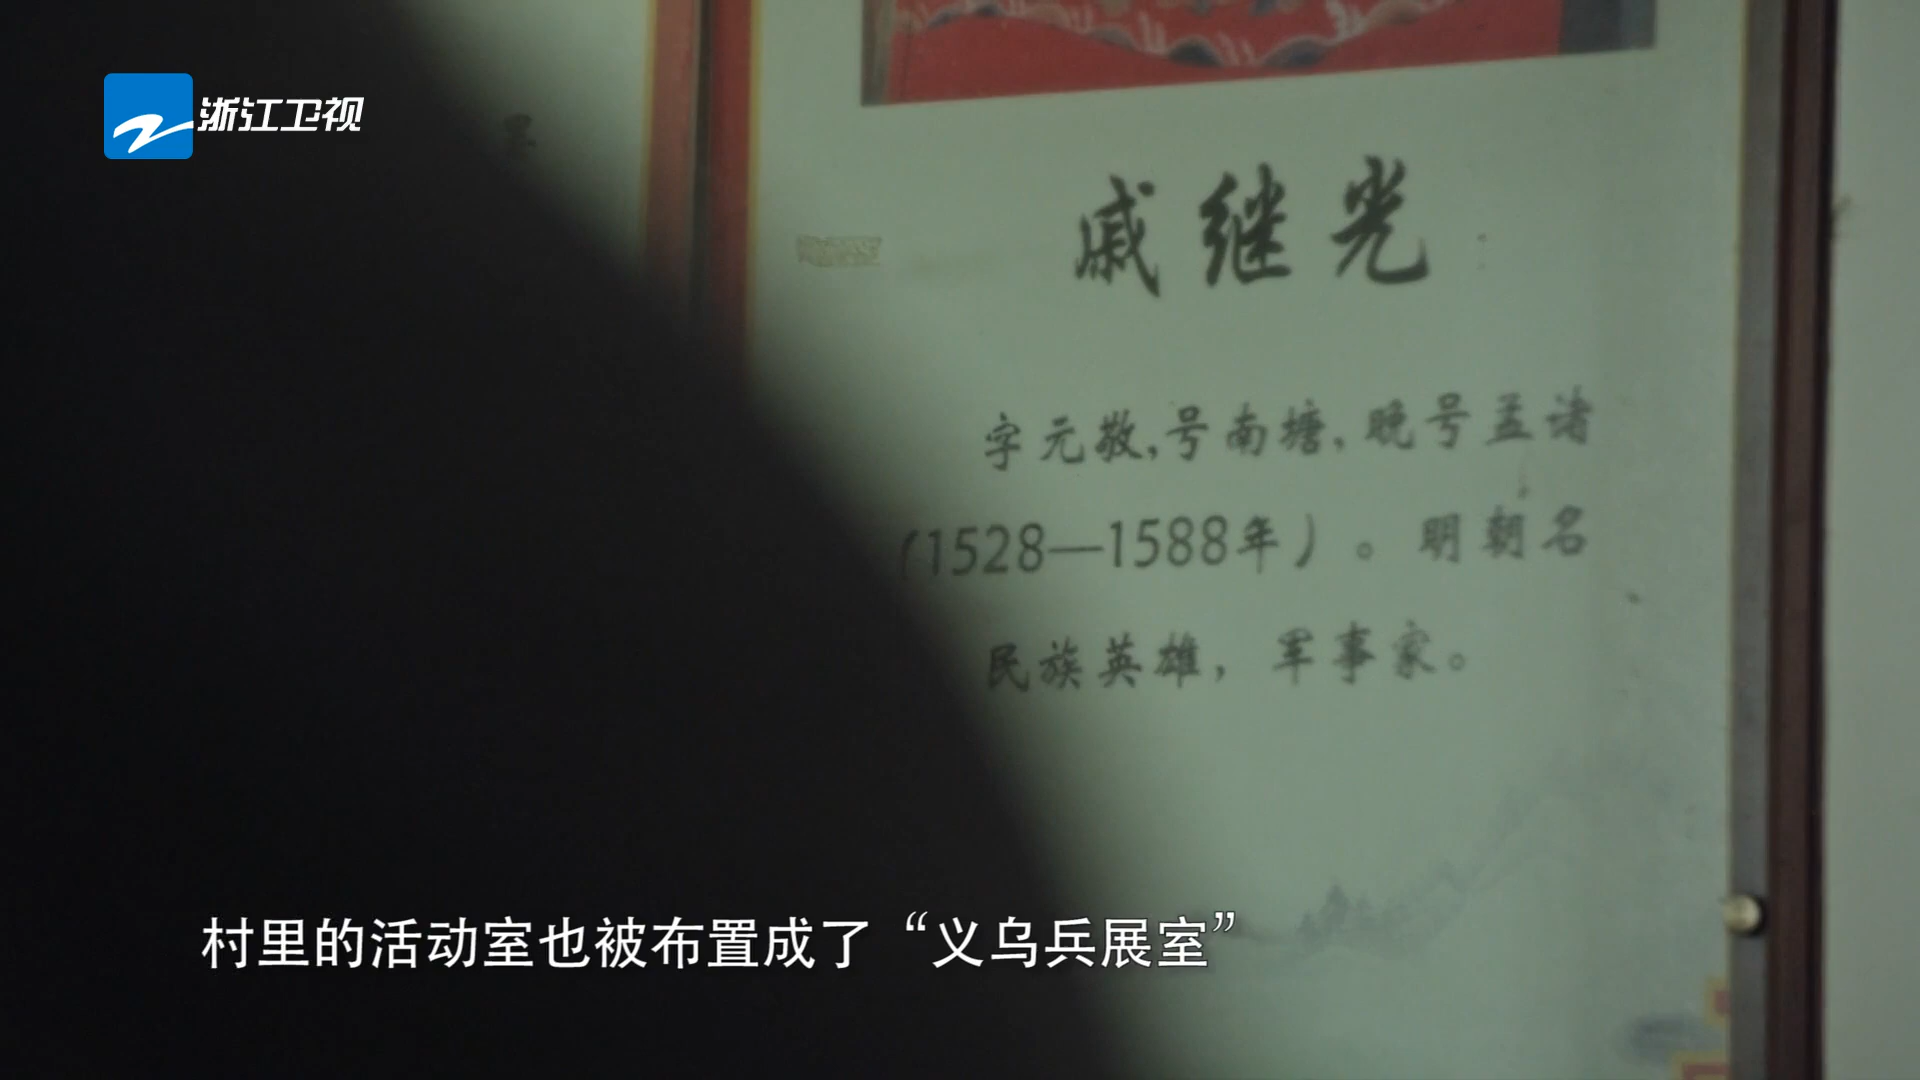 浙江卫视
戚继光
字元敬,号南塘,晚号孟诸
(1528—1588年)。明朝名
民族英雄，军事家。
村里的活动室也被布置成了“义乌兵展室”